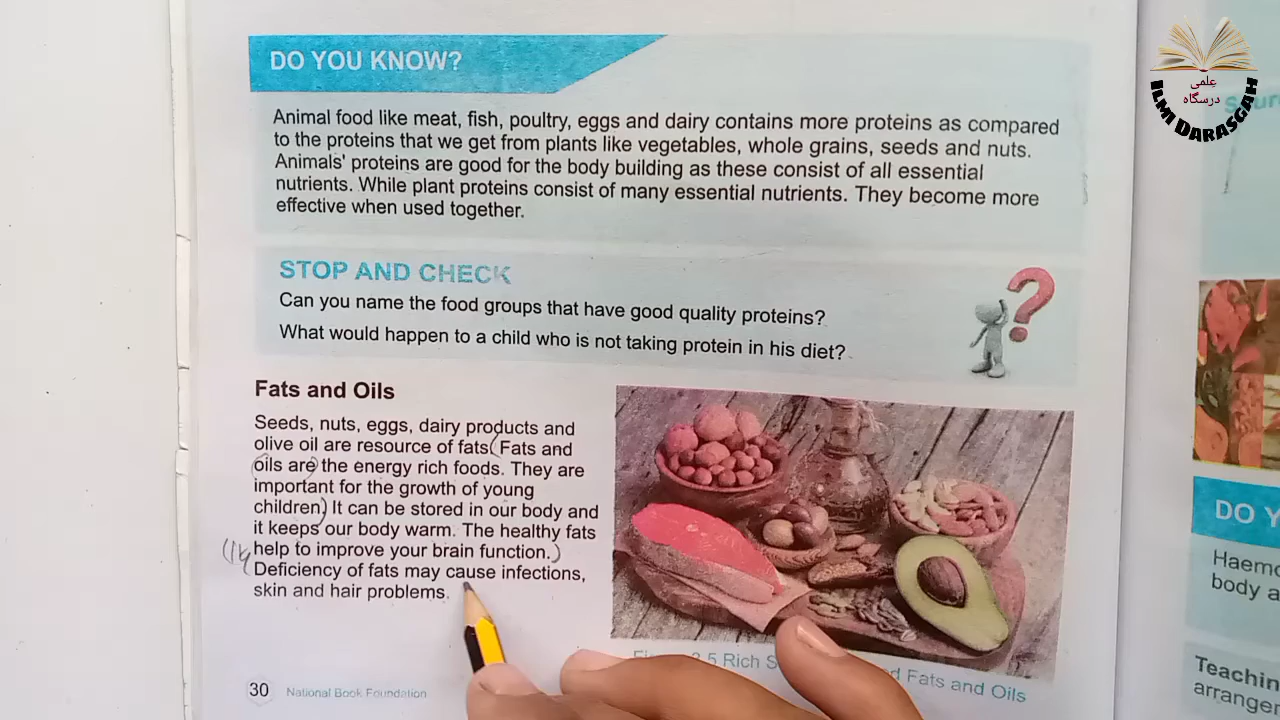 DO YOU KNOW?
Animal food like meat, fish, poultry, eggs and dairy contains more proteins as compared
to the proteins that we get from plants like vegetables, whole grains, seeds and nuts.
Animals' proteins are good for the body building as these consist of all essential
nutrients. While plant proteins consist of many essential nutrients. They become more
effective when used together.
STOP AND CHECK
Can you name the food groups that have good quality proteins?
What would happen to a child who is not taking protein in his diet?
Fats and Oils
Seeds, nuts, eggs, dairy products and
olive oil are resource of fats. Fats and
oils are the energy rich foods. They are
important for the growth of young
children. It can be stored in our body and
it keeps our body warm. The healthy fats
help to improve your brain function.
Deficiency of fats may cause infections,
skin and hair problems.
5 Rich S
d Fats and Oils
30 National Book Foundation
علمی
درسگاہ
ILMI DARASGAH
DO Y
Haemo
body a
Teachin
arranger